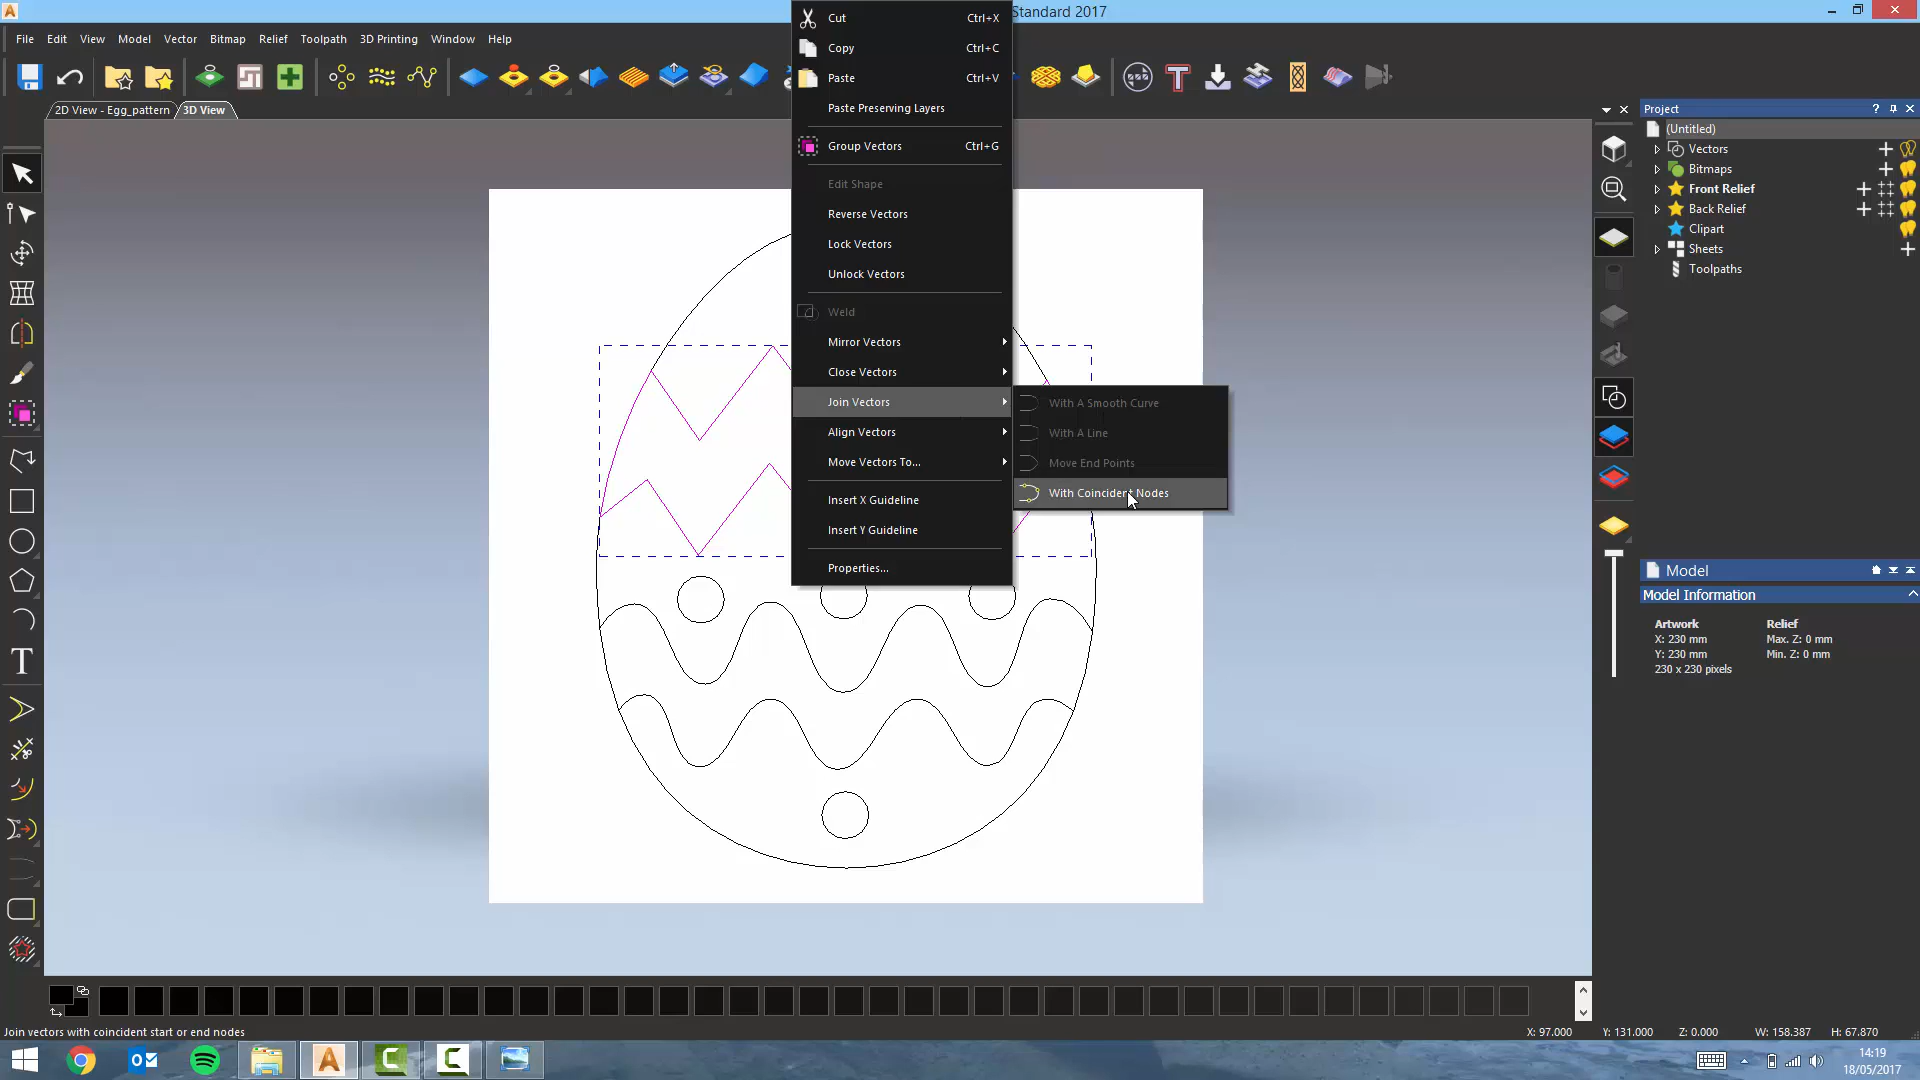 Standard 2017
File Edit View Model Vector Bitmap Relief Toolpath 3D Printing Window Help
2D View - Egg_pattern
3D View
Cut Ctrl+X
Copy Ctrl+C
Paste Ctrl+V
Paste Preserving Layers
Group Vectors Ctrl+G
Edit Shape
Reverse Vectors
Lock Vectors
Unlock Vectors
Weld
Mirror Vectors
Close Vectors
Join Vectors
Align Vectors
Move Vectors To...
Insert X Guideline
Insert Y Guideline
Properties...
With A Smooth Curve
With A Line
Move End Points
With Coincident Nodes
Project
(Untitled)
Vectors
Bitmaps
Front Relief
Back Relief
Clipart
Sheets
Toolpaths
Model
Model Information
Artwork
X: 230 mm
Y: 230 mm
230 x 230 pixels
Relief
Max. Z: 0 mm
Min. Z: 0 mm
Join vectors with coincident start or end nodes
X: 97.000 Y: 131.000 Z: 0.000 W: 158.387 H: 67.870
14:19
18/05/2017